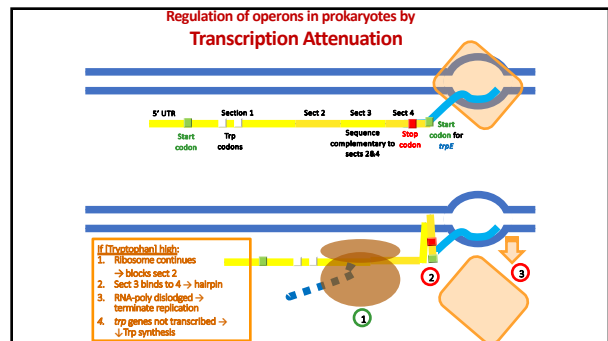 Regulation of operons in prokaryotes by
Transcription Attenuation
5' UTR
Section 1
Sect 2
Sect 3
Sect 4
Start
codon
Trp
codons
Sequence
complementary to
sects 2&4
Stop
codon
Start
codon for
trpE
If [Tryptophan] high:
1. Ribosome continues
→ blocks sect 2
2. Sect 3 binds to 4 → hairpin
3. RNA-poly dislodged →
terminate replication
4. trp genes not transcribed →
↓Trp synthesis
1
2
3